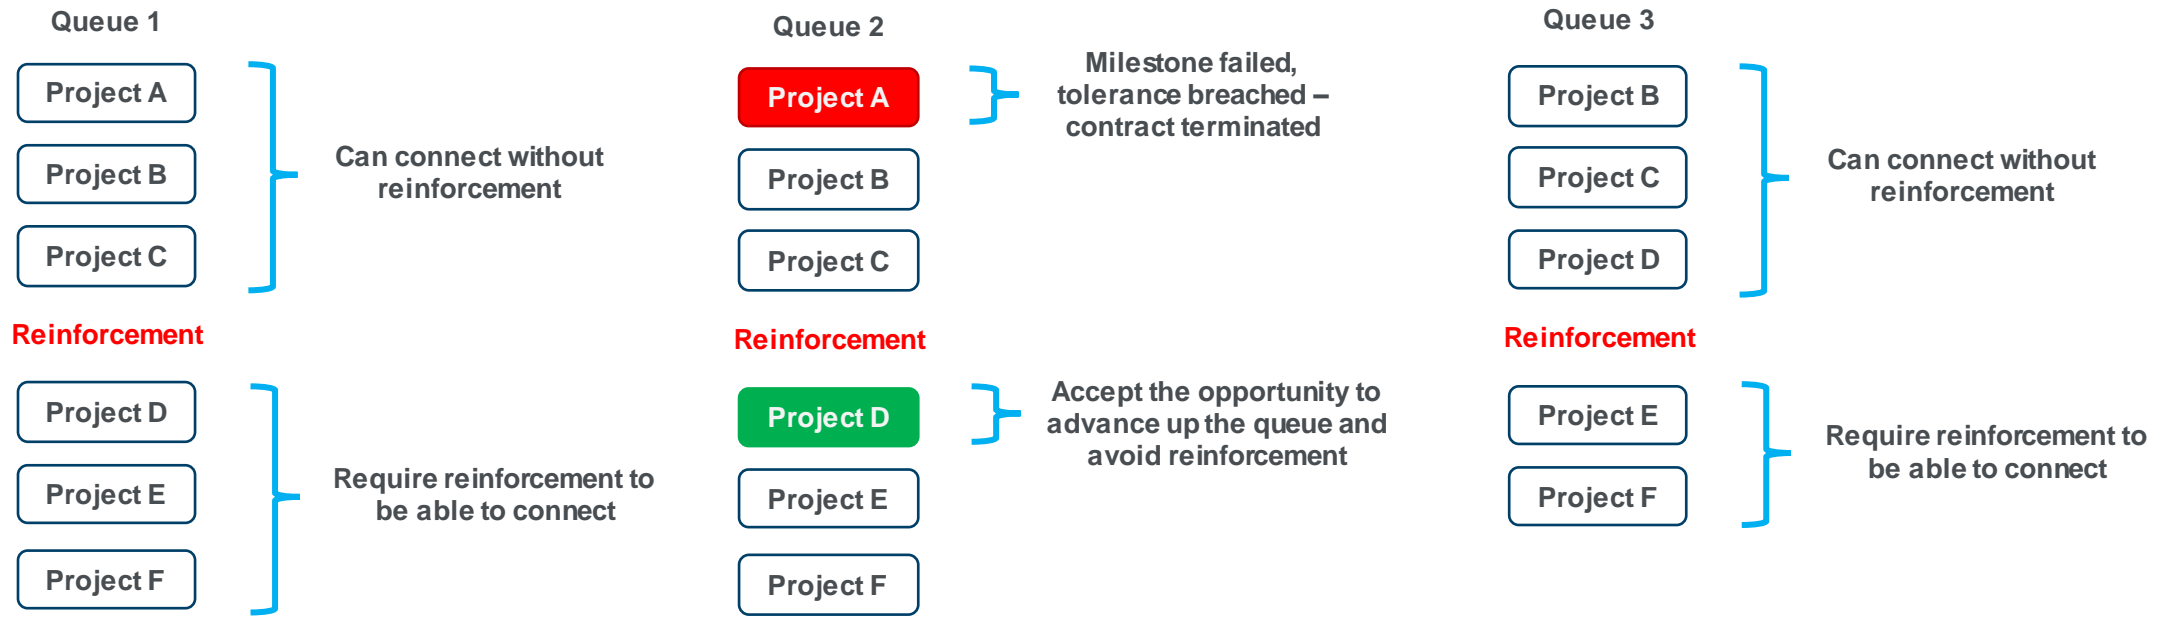 Queue 1
Project A
Project B
Project C
Can connect without
reinforcement
Reinforcement
Project D
Project E
Project F
Require reinforcement to
be able to connect
Queue 2
Project A
Milestone failed,
tolerance breached –
contract terminated
Project B
Project C
Reinforcement
Project D
Accept the opportunity to
advance up the queue and
avoid reinforcement
Project E
Project F
Queue 3
Project B
Project C
Project D
Can connect without
reinforcement
Reinforcement
Project E
Project F
Require reinforcement to
be able to connect